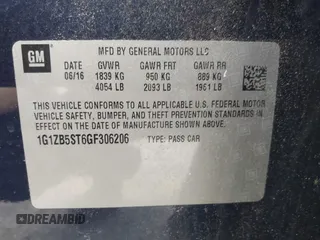 GM
MFD BY GENERAL MOTORS LLC
DATE GVWR GAWR FRT GAWR RR
06/16 1839 KG 950 KG 889 KG
4054 LB 2093 LB 1961 LB
THIS VEHICLE CONFORMS TO ALL APPLICABLE U.S. FEDERAL MOTOR
VEHICLE SAFETY, BUMPER, AND THEFT PREVENTION STANDARDS IN EFFECT ON
THE DATE OF MANUFACTURE SHOWN ABOVE.
1G1ZB5ST6GF306206 TYPE: PASS CAR